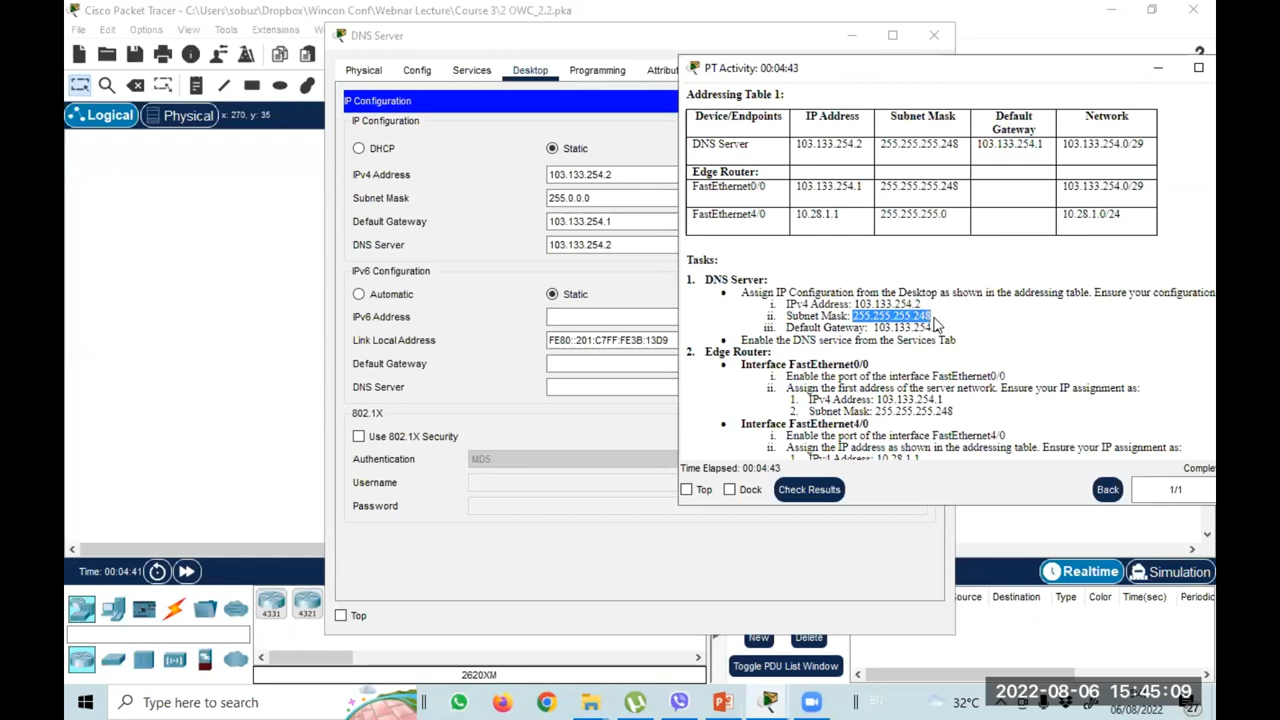 Cisco Packet Tracer - C:\Users\sobuz\Dropbox\Wincon Conf\Webnar Lecture\Course 3\2 OWC_2.2.pka
File Edit Options View Tools Extensions
DNS Server
Physical Config Services Desktop Programming Attribut
Logical Physical x: 270, y: 35
IP Configuration
IP Configuration
DHCP Static
IPv4 Address 103.133.254.2
Subnet Mask 255.0.0.0
Default Gateway 103.133.254.1
DNS Server 103.133.254.2
IPv6 Configuration
Automatic Static
IPv6 Address
Link Local Address FE80::201:C7FF:FE3B:13D9
Default Gateway
DNS Server
802.1X
Use 802.1X Security
Authentication MD5
Username
Password
Top
PT Activity: 00:04:43
Addressing Table 1:
Device/Endpoints IP Address Subnet Mask Default Gateway Network
DNS Server 103.133.254.2 255.255.255.248 103.133.254.1 103.133.254.0/29
Edge Router:
FastEthernet0/0 103.133.254.1 255.255.255.248 103.133.254.0/29
FastEthernet4/0 10.28.1.1 255.255.255.0 10.28.1.0/24
Tasks:
1. DNS Server:
• Assign IP Configuration from the Desktop as shown in the addressing table. Ensure your configuration
i. IPv4 Address: 103.133.254.2
ii. Subnet Mask: 255.255.255.248
iii. Default Gateway: 103.133.254.
• Enable the DNS service from the Services Tab
2. Edge Router:
• Interface FastEthernet0/0
i. Enable the port of the interface FastEthernet0/0
ii. Assign the first address of the server network. Ensure your IP assignment as:
1. IPv4 Address: 103.133.254.1
2. Subnet Mask: 255.255.255.248
• Interface FastEthernet4/0
i. Enable the port of the interface FastEthernet4/0
ii. Assign the IP address as shown in the addressing table. Ensure your IP assignment as:
1. IPv4 Address: 10.28.1.1
Time Elapsed: 00:04:43 Comple
Top Dock Check Results Back 1/1
Time: 00:04:41 Realtime Simulation
4331 4321
2620XM
New Delete
Toggle PDU List Window
Source Destination Type Color Time(sec) Periodic
Type here to search
EN
32°C
2022-08-06 15:45:09
06/08/2022
27